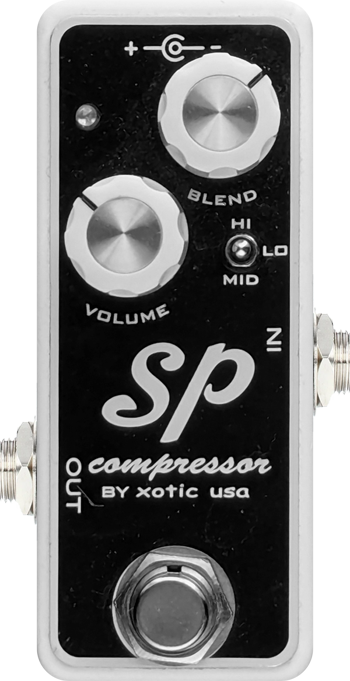 + -
BLEND
HI
LO
MID
VOLUME
IN
SP
compressor
BY xotic usa
OUT